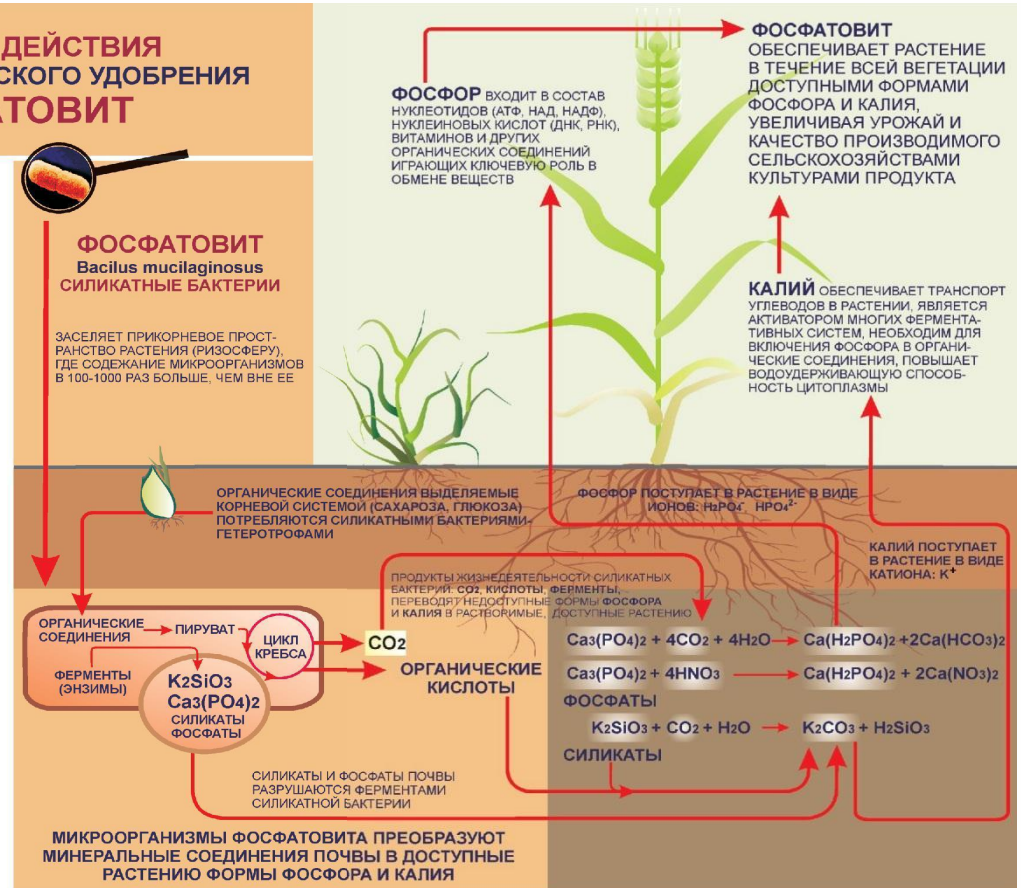 ДЕЙСТВИЯ
СКОГО УДОБРЕНИЯ
АТОВИТ
ФОСФАТОВИТ
Bacilus mucilaginosus
СИЛИКАТНЫЕ БАКТЕРИИ
ЗАСЕЛЯЕТ ПРИКОРНЕВОЕ ПРОСТ-
РАНСТВО РАСТЕНИЯ (РИЗОСФЕРУ),
ГДЕ СОДЕЖАНИЕ МИКРООРГАНИЗМОВ
В 100-1000 РАЗ БОЛЬШЕ, ЧЕМ ВНЕ ЕЕ
ФОСФОР ВХОДИТ В СОСТАВ
НУКЛЕОТИДОВ (АТФ, НАД, НАДФ),
НУКЛЕИНОВЫХ КИСЛОТ (ДНК, РНК),
ВИТАМИНОВ И ДРУГИХ
ОРГАНИЧЕСКИХ СОЕДИНЕНИЙ
ИГРАЮЩИХ КЛЮЧЕВУЮ РОЛЬ В
ОБМЕНЕ ВЕЩЕСТВ
ФОСФАТОВИТ
ОБЕСПЕЧИВАЕТ РАСТЕНИЕ
В ТЕЧЕНИЕ ВСЕЙ ВЕГЕТАЦИИ
ДОСТУПНЫМИ ФОРМАМИ
ФОСФОРА И КАЛИЯ,
УВЕЛИЧИВАЯ УРОЖАЙ И
КАЧЕСТВО ПРОИЗВОДИМОГО
СЕЛЬСКОХОЗЯЙСТВАМИ
КУЛЬТУРАМИ ПРОДУКТА
КАЛИЙ ОБЕСПЕЧИВАЕТ ТРАНСПОРТ
УГЛЕВОДОВ В РАСТЕНИИ, ЯВЛЯЕТСЯ
АКТИВАТОРОМ МНОГИХ ФЕРМЕНТА-
ТИВНЫХ СИСТЕМ, НЕОБХОДИМ ДЛЯ
ВКЛЮЧЕНИЯ ФОСФОРА В ОРГАНИ-
ЧЕСКИЕ СОЕДИНЕНИЯ, ПОВЫШАЕТ
ВОДОУДЕРЖИВАЮЩУЮ СПОСОБ-
НОСТЬ ЦИТОПЛАЗМЫ
ОРГАНИЧЕСКИЕ СОЕДИНЕНИЯ ВЫДЕЛЯЕМЫЕ
КОРНЕВОЙ СИСТЕМОЙ (САХАРОЗА, ГЛЮКОЗА)
ПОТРЕБЛЯЮТСЯ СИЛИКАТНЫМИ БАКТЕРИЯМИ-
ГЕТЕРОТРОФАМИ
ФОСФОР ПОСТУПАЕТ В РАСТЕНИЕ В ВИДЕ
ИОНОВ: H2PO4-, HPO4 2-
КАЛИЙ ПОСТУПАЕТ
В РАСТЕНИЕ В ВИДЕ
КАТИОНА: K+
ПРОДУКТЫ ЖИЗНЕДЕЯТЕЛЬНОСТИ СИЛИКАТНЫХ
БАКТЕРИЙ: CO2, КИСЛОТЫ, ФЕРМЕНТЫ,
ПЕРЕВОДЯТ НЕДОСТУПНЫЕ ФОРМЫ ФОСФОРА
И КАЛИЯ В РАСТВОРИМЫЕ, ДОСТУПНЫЕ РАСТЕНИЮ
ОРГАНИЧЕСКИЕ
СОЕДИНЕНИЯ
ПИРУВАТ
ЦИКЛ
КРЕБСА
ФЕРМЕНТЫ
(ЭНЗИМЫ)
K2SiO3
Ca3(PO4)2
СИЛИКАТЫ
ФОСФАТЫ
CO2
ОРГАНИЧЕСКИЕ
КИСЛОТЫ
Ca3(PO4)2 + 4CO2 + 4H2O → Ca(H2PO4)2 +2Ca(HCO3)2
Ca3(PO4)2 + 4HNO3 → Ca(H2PO4)2 + 2Ca(NO3)2
ФОСФАТЫ
K2SiO3 + CO2 + H2O → K2CO3 + H2SiO3
СИЛИКАТЫ
СИЛИКАТЫ И ФОСФАТЫ ПОЧВЫ
РАЗРУШАЮТСЯ ФЕРМЕНТАМИ
СИЛИКАТНОЙ БАКТЕРИИ
МИКРООРГАНИЗМЫ ФОСФАТОВИТА ПРЕОБРАЗУЮТ
МИНЕРАЛЬНЫЕ СОЕДИНЕНИЯ ПОЧВЫ В ДОСТУПНЫЕ
РАСТЕНИЮ ФОРМЫ ФОСФОРА И КАЛИЯ